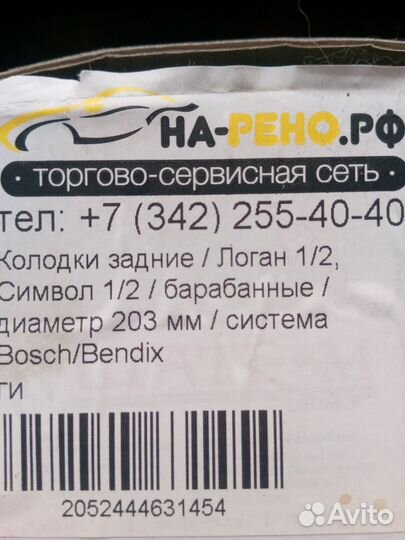 НА-РЕНО.РФ
· ТОРГОВО-СЕРВИСНАЯ СЕТЬ ·
тел: +7 (342) 255-40-40
Колодки задние / Логан 1/2,
Символ 1/2 / барабанные /
диаметр 203 мм / система
Bosch/Bendix
ги
2052444631454
Avito